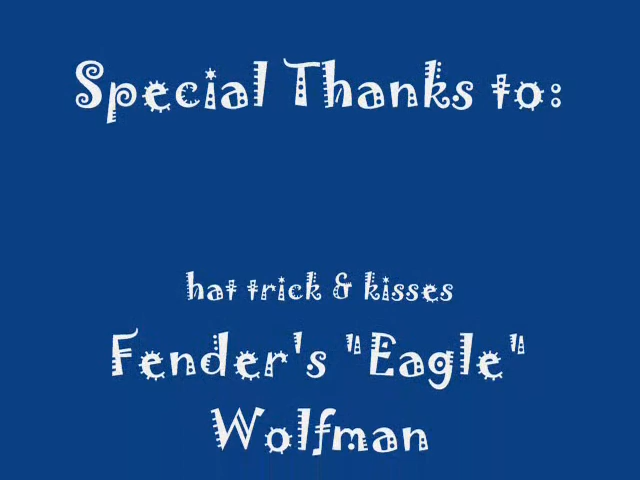 Special Thanks to:
hat trick & kisses
Fender's "Eagle"
Wolfman